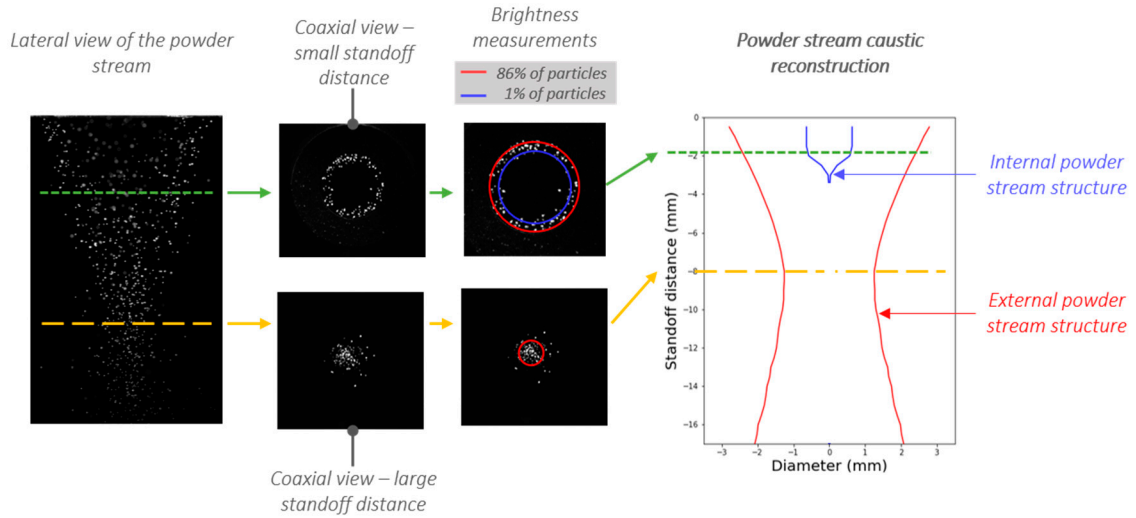 Lateral view of the powder
stream
Coaxial view –
small standoff
distance
Brightness
measurements
86% of particles
1% of particles
Powder stream caustic
reconstruction
0
−2
−4
−6
−8
−10
−12
−14
−16
Standoff distance (mm)
−3 −2 −1 0 1 2 3
Diameter (mm)
Internal powder
stream structure
External powder
stream structure
Coaxial view – large
standoff distance